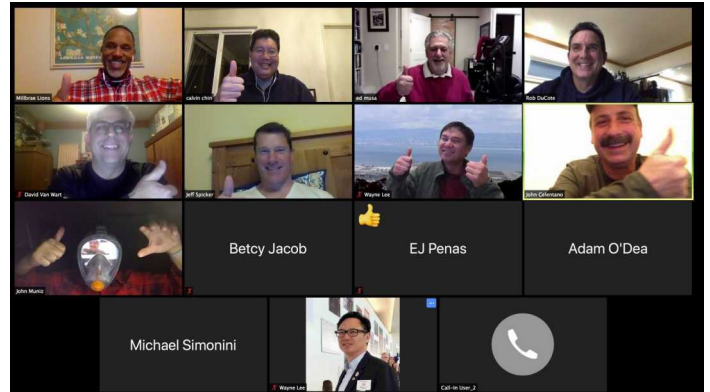 Millbrae Lions
calvin chin
ed musa
Rob DuCote
David Van Wart
Jeff Spicker
Wayne Lee
John Celentano
John Muniz
Betcy Jacob
EJ Penas
Adam O'Dea
Michael Simonini
Wayne Lee
Call-In User_2